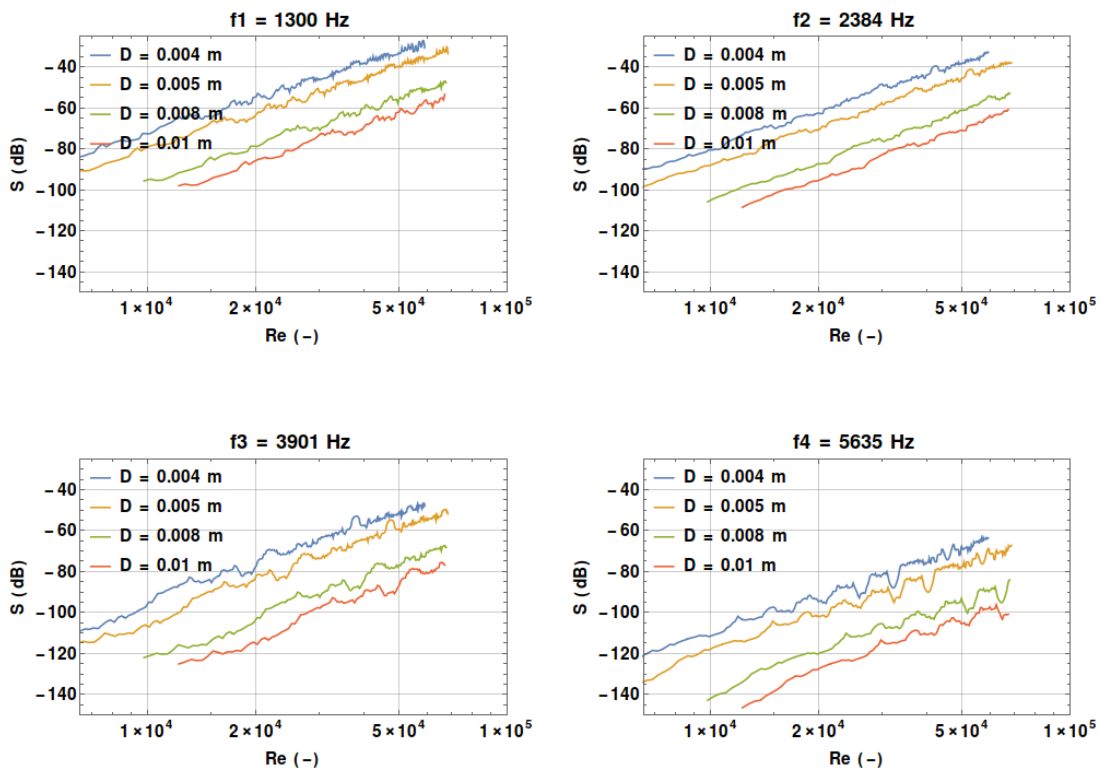 f1 = 1300 Hz
S (dB)
−40
−60
−80
−100
−120
−140
D = 0.004 m
D = 0.005 m
D = 0.008 m
D = 0.01 m
1×10⁴
2×10⁴
5×10⁴
1×10⁵
Re (−)
f2 = 2384 Hz
S (dB)
−40
−60
−80
−100
−120
−140
D = 0.004 m
D = 0.005 m
D = 0.008 m
D = 0.01 m
1×10⁴
2×10⁴
5×10⁴
1×10⁵
Re (−)
f3 = 3901 Hz
S (dB)
−40
−60
−80
−100
−120
−140
D = 0.004 m
D = 0.005 m
D = 0.008 m
D = 0.01 m
1×10⁴
2×10⁴
5×10⁴
1×10⁵
Re (−)
f4 = 5635 Hz
S (dB)
−40
−60
−80
−100
−120
−140
D = 0.004 m
D = 0.005 m
D = 0.008 m
D = 0.01 m
1×10⁴
2×10⁴
5×10⁴
1×10⁵
Re (−)